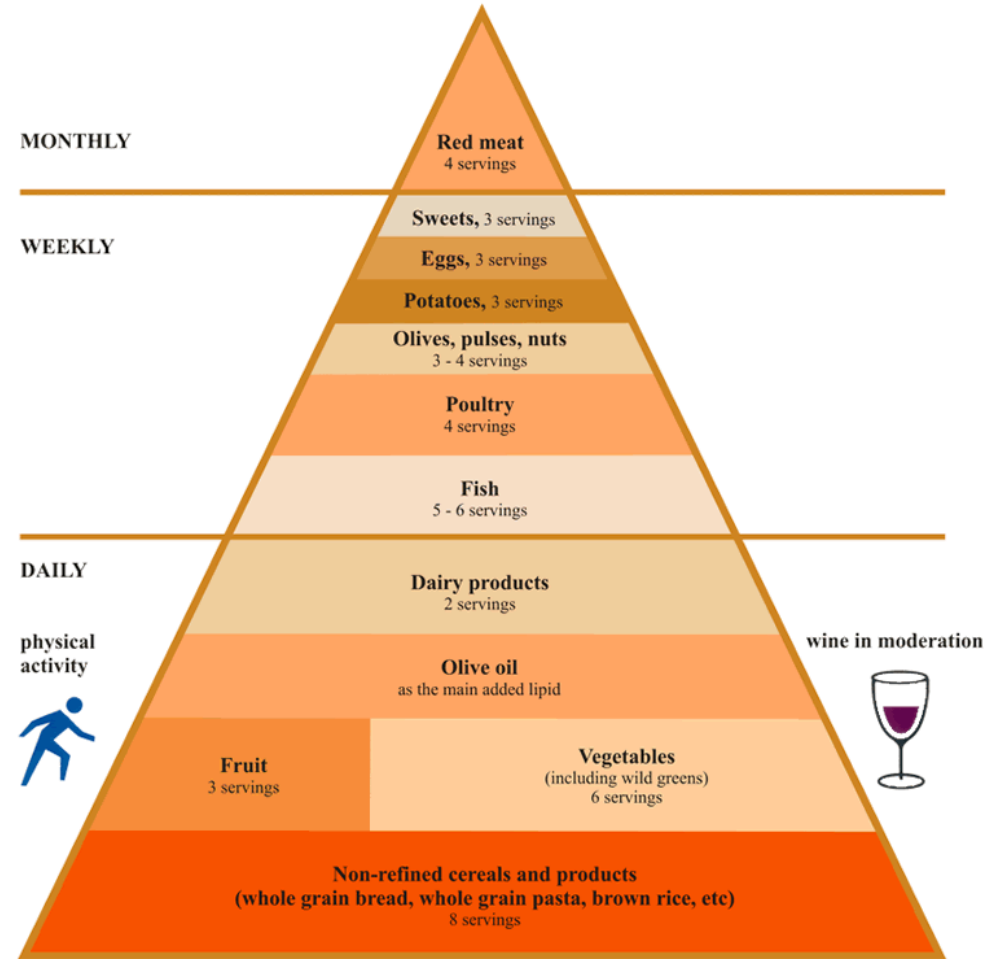 MONTHLY
Red meat
4 servings
Sweets, 3 servings
WEEKLY
Eggs, 3 servings
Potatoes, 3 servings
Olives, pulses, nuts
3 - 4 servings
Poultry
4 servings
Fish
5 - 6 servings
DAILY
Dairy products
2 servings
physical
activity
wine in moderation
Olive oil
as the main added lipid
Fruit
3 servings
Vegetables
(including wild greens)
6 servings
Non-refined cereals and products
(whole grain bread, whole grain pasta, brown rice, etc)
8 servings